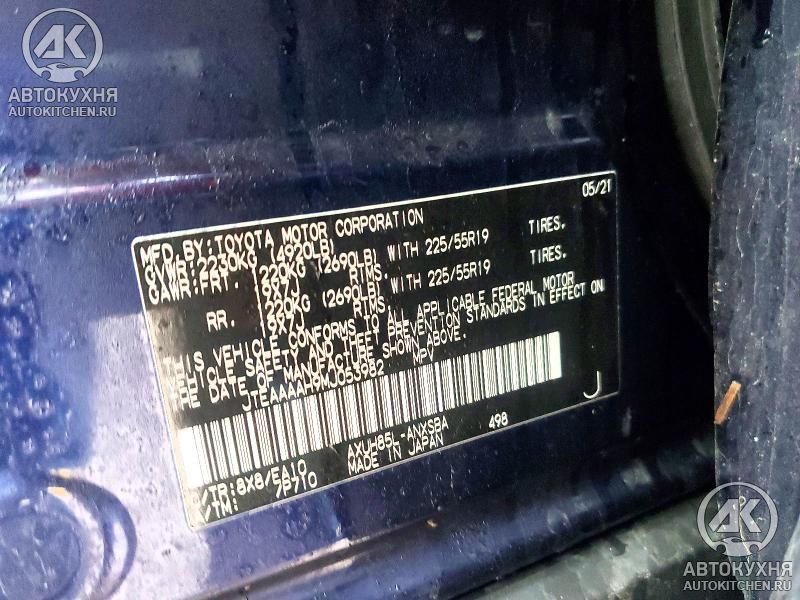 АК
АВТОКУХНЯ
AUTOKITCHEN.RU
05/21
MFD.BY:TOYOTA MOTOR CORPORATION
GVWR:2230KG (4920LB)
GAWR:FRT. 1220KG (2690LB) WITH 225/55R19 TIRES.
19X7J RIMS.
RR. 1220KG (2690LB) WITH 225/55R19 TIRES.
19X7J RIMS.
THIS VEHICLE CONFORMS TO ALL APPLICABLE FEDERAL MOTOR
VEHICLE SAFETY AND THEFT PREVENTION STANDARDS IN EFFECT ON
THE DATE OF MANUFACTURE SHOWN ABOVE.
JTEAAAAH9MJ053982 MPV
J
AXUH85L-ANXSBA 498
C/TR:8X8/EA10 MADE IN JAPAN
A/TM: /P710
АК
АВТОКУХНЯ
AUTOKITCHEN.RU